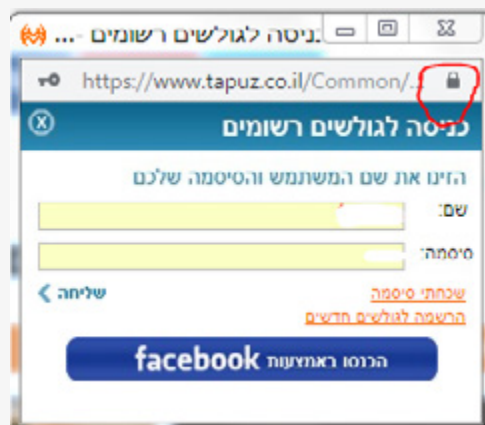 כניסה לגולשים רשומים -...
https://www.tapuz.co.il/Common/...
כניסה לגולשים רשומים
הזינו את שם המשתמש והסיסמה שלכם
שם:
סיסמה:
שכחתי סיסמה
שליחה
הרשמה לגולשים חדשים
הכנסו באמצעות facebook